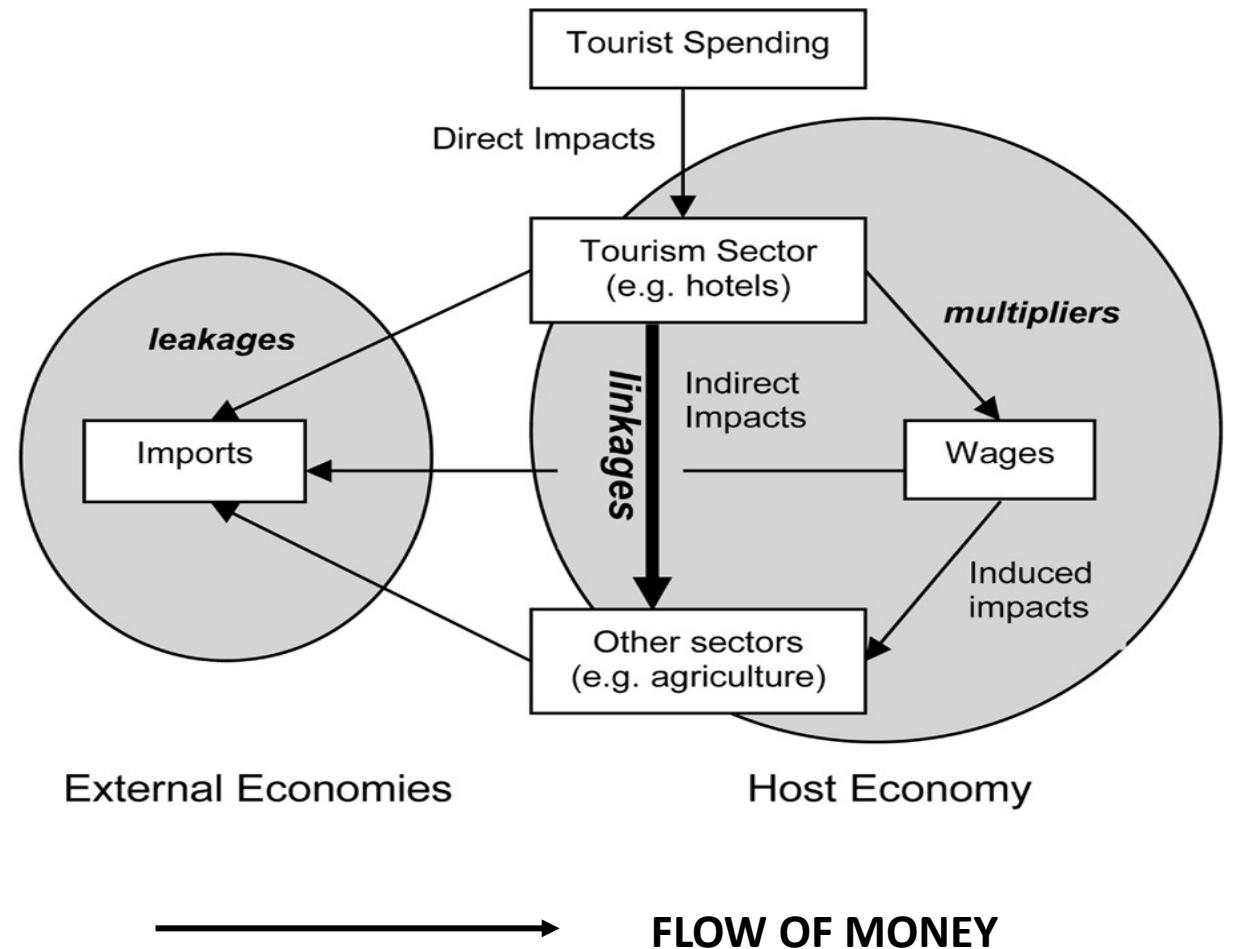 Tourist Spending
Direct Impacts
Tourism Sector
(e.g. hotels)
multipliers
leakages
linkages
Indirect
Impacts
Imports
Wages
Induced
impacts
Other sectors
(e.g. agriculture)
External Economies
Host Economy
FLOW OF MONEY